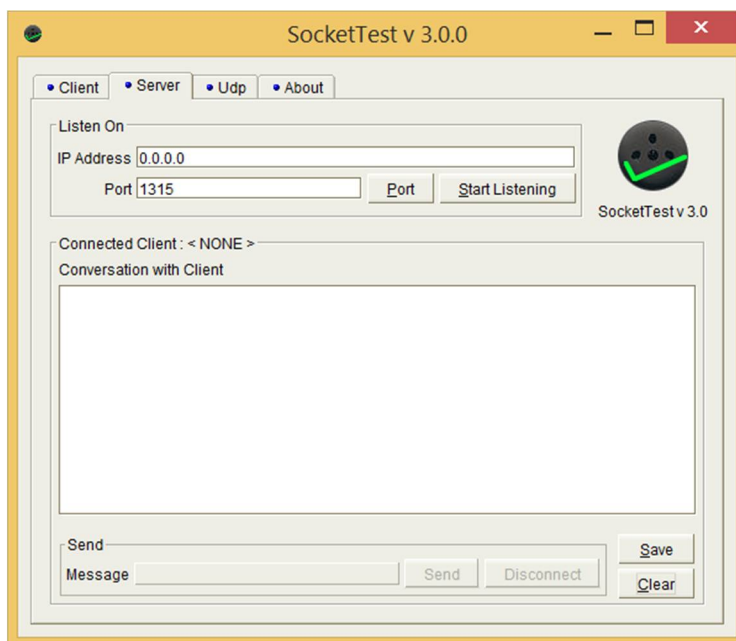 SocketTest v 3.0.0
Client Server Udp About
Listen On
IP Address 0.0.0.0
Port 1315 Port Start Listening
SocketTest v 3.0
Connected Client : < NONE >
Conversation with Client
Send
Message Send Disconnect
Save
Clear